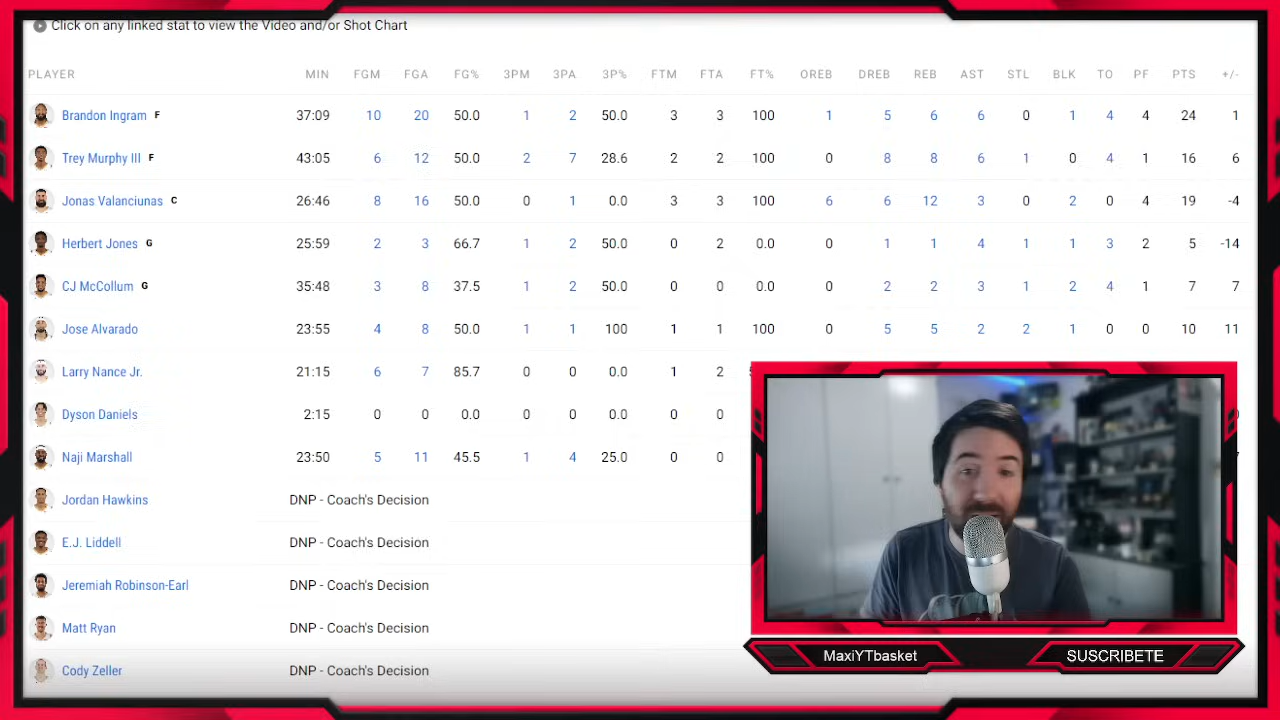 Click on any linked stat to view the Video and/or Shot Chart
PLAYER MIN FGM FGA FG% 3PM 3PA 3P% FTM FTA FT% OREB DREB REB AST STL BLK TO PF PTS +/-
Brandon Ingram F 37:09 10 20 50.0 1 2 50.0 3 3 100 1 5 6 6 0 1 4 4 24 1
Trey Murphy III F 43:05 6 12 50.0 2 7 28.6 2 2 100 0 8 8 6 1 0 4 1 16 6
Jonas Valanciunas C 26:46 8 16 50.0 0 1 0.0 3 3 100 6 6 12 3 0 2 0 4 19 -4
Herbert Jones G 25:59 2 3 66.7 1 2 50.0 0 2 0.0 0 1 1 4 1 1 3 2 5 -14
CJ McCollum G 35:48 3 8 37.5 1 2 50.0 0 0 0.0 0 2 2 3 1 2 4 1 7 7
Jose Alvarado 23:55 4 8 50.0 1 1 100 1 1 100 0 5 5 2 2 1 0 0 10 11
Larry Nance Jr. 21:15 6 7 85.7 0 0 0.0 1 2
Dyson Daniels 2:15 0 0 0.0 0 0 0.0 0 0
Naji Marshall 23:50 5 11 45.5 1 4 25.0 0 0
Jordan Hawkins DNP - Coach's Decision
E.J. Liddell DNP - Coach's Decision
Jeremiah Robinson-Earl DNP - Coach's Decision
Matt Ryan DNP - Coach's Decision
Cody Zeller DNP - Coach's Decision
MaxiYTbasket SUSCRIBETE